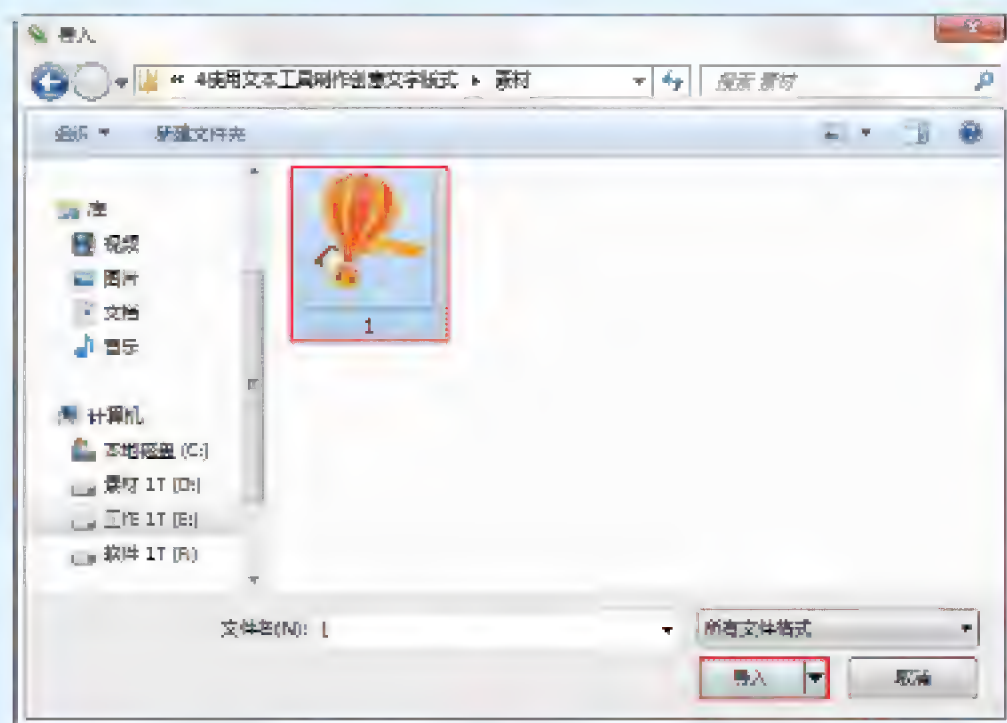 导入
« 4使用文本工具制作创意文字版式 ▶ 素材
搜索 素材
组织 ▼ 新建文件夹
库
视频
图片
文档
音乐
1
计算机
本地磁盘 (C:)
素材 1T (D:)
工作 1T (E:)
软件 1T (F:)
文件名(N): 1
所有文件格式
导入
取消